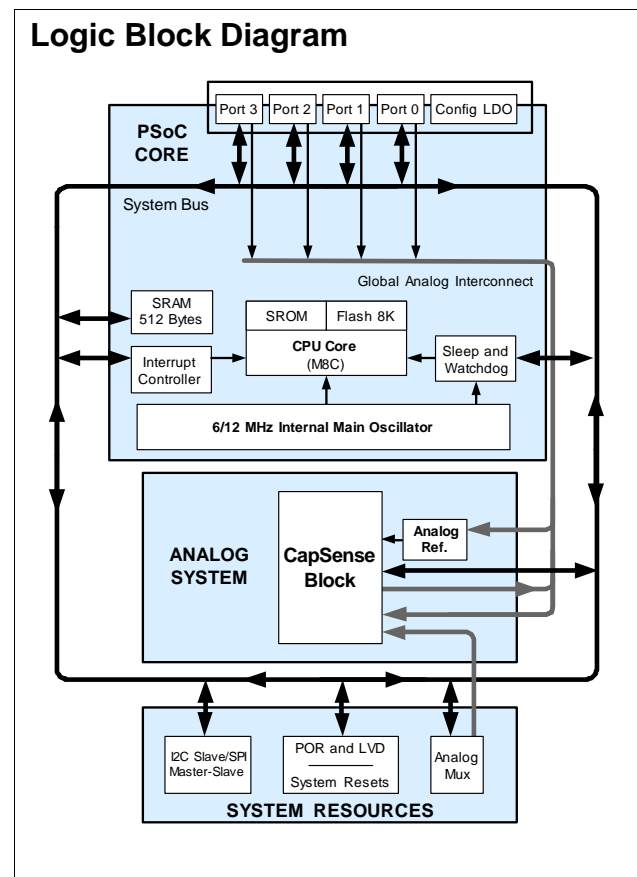 Logic Block Diagram
Port 3
Port 2
Port 1
Port 0
Config LDO
PSoC
CORE
System Bus
Global Analog Interconnect
SRAM
512 Bytes
SROM
Flash 8K
CPU Core
(M8C)
Interrupt
Controller
Sleep and
Watchdog
6/12 MHz Internal Main Oscillator
ANALOG
SYSTEM
CapSense
Block
Analog
Ref.
I2C Slave/SPI
Master-Slave
POR and LVD
System Resets
Analog
Mux
SYSTEM RESOURCES